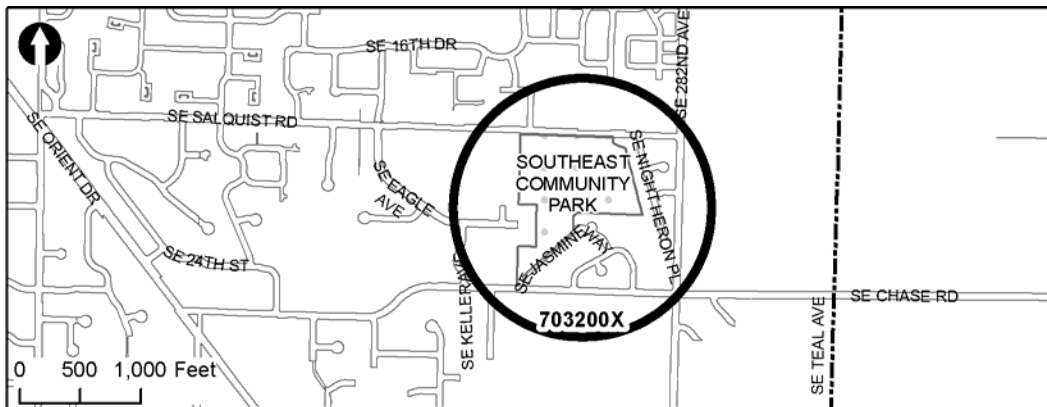 SE 16TH DR
SE 282ND AVE
SE SALQUIST RD
SE ORIENT DR
SE EAGLE
AVE
SOUTHEAST
COMMUNITY
PARK
SE NIGHT HERON PL
SE JASMINE WAY
SE 24TH ST
SE KELLER AVE
703200X
SE CHASE RD
SE TEAL AVE
0 500 1,000 Feet